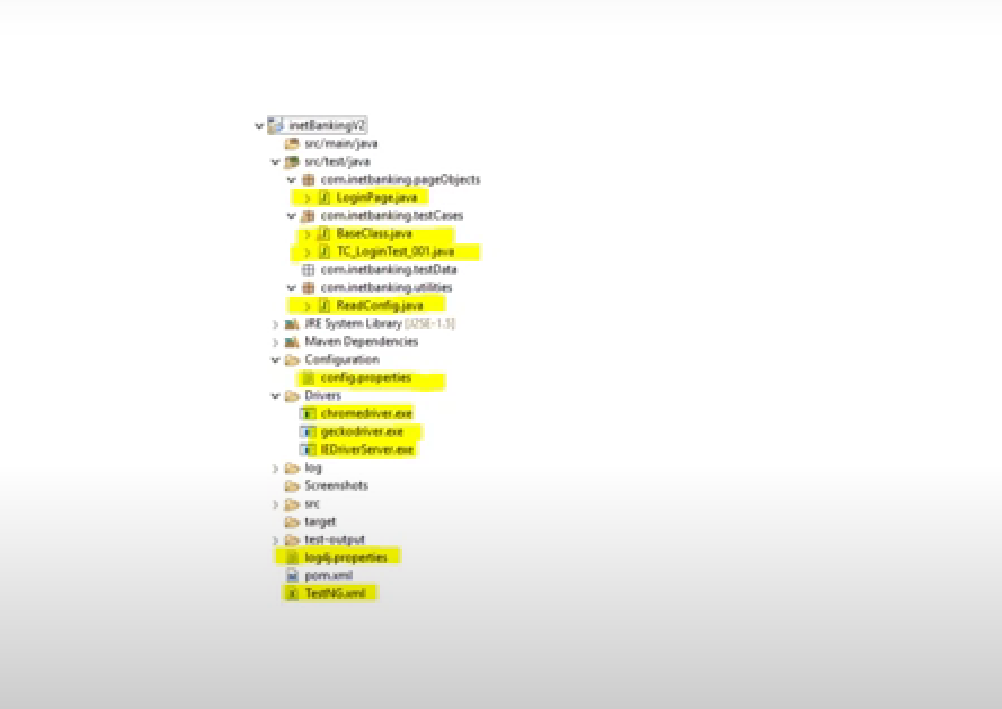 inetBankingV2
src/main/java
src/test/java
com.inetbanking.pageObjects
LoginPage.java
com.inetbanking.testCases
BaseClass.java
TC_LoginTest_001.java
com.inetbanking.testData
com.inetbanking.utilities
ReadConfig.java
JRE System Library [J2SE-1.5]
Maven Dependencies
Configuration
config.properties
Drivers
chromedriver.exe
geckodriver.exe
IEDriverServer.exe
log
Screenshots
src
target
test-output
log4j.properties
pom.xml
TestNG.xml